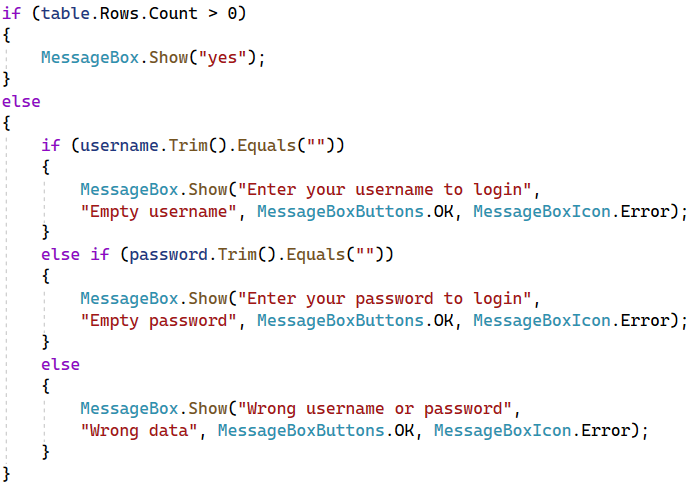 if (table.Rows.Count > 0)
{
    MessageBox.Show("yes");
}
else
{
    if (username.Trim().Equals(""))
    {
        MessageBox.Show("Enter your username to login",
        "Empty username", MessageBoxButtons.OK, MessageBoxIcon.Error);
    }
    else if (password.Trim().Equals(""))
    {
        MessageBox.Show("Enter your password to login",
        "Empty password", MessageBoxButtons.OK, MessageBoxIcon.Error);
    }
    else
    {
        MessageBox.Show("Wrong username or password",
        "Wrong data", MessageBoxButtons.OK, MessageBoxIcon.Error);
    }
}